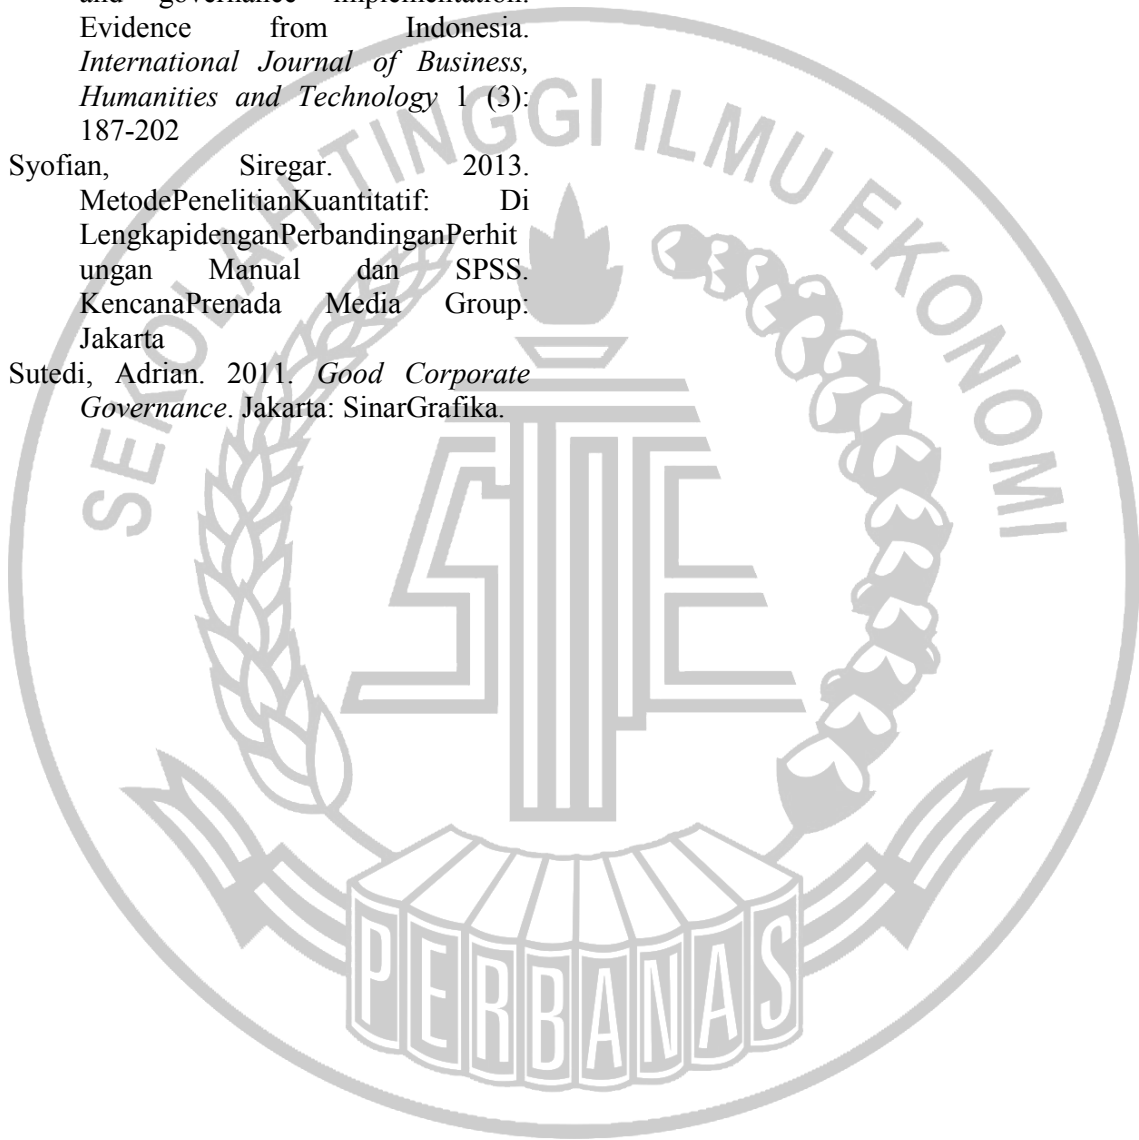 and governance implementation:
Evidence from Indonesia.
International Journal of Business,
Humanities and Technology 1 (3):
187-202
Syofian, Siregar. 2013.
MetodePenelitianKuantitatif: Di
LengkapidenganPerbandinganPerhit
ungan Manual dan SPSS.
KencanaPrenada Media Group:
Jakarta
Sutedi, Adrian. 2011. Good Corporate
Governance. Jakarta: SinarGrafika.
SEKOLAH TINGGI ILMU EKONOMI
STIE
PERBANAS